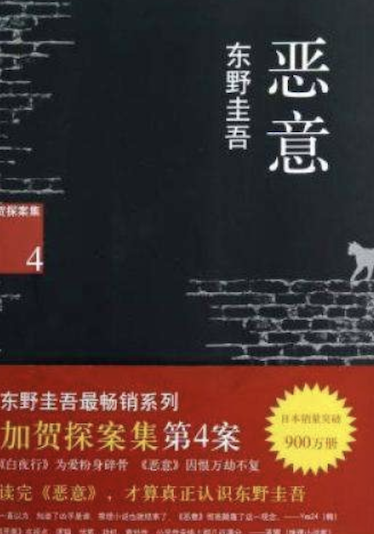 恶意
东野圭吾
贺探案集
4
东野圭吾最畅销系列
加贺探案集第4案
《白夜行》为爱粉身碎骨 《恶意》因恨万劫不复
读完《恶意》，才算真正认识东野圭吾
日本销量突破
900万册